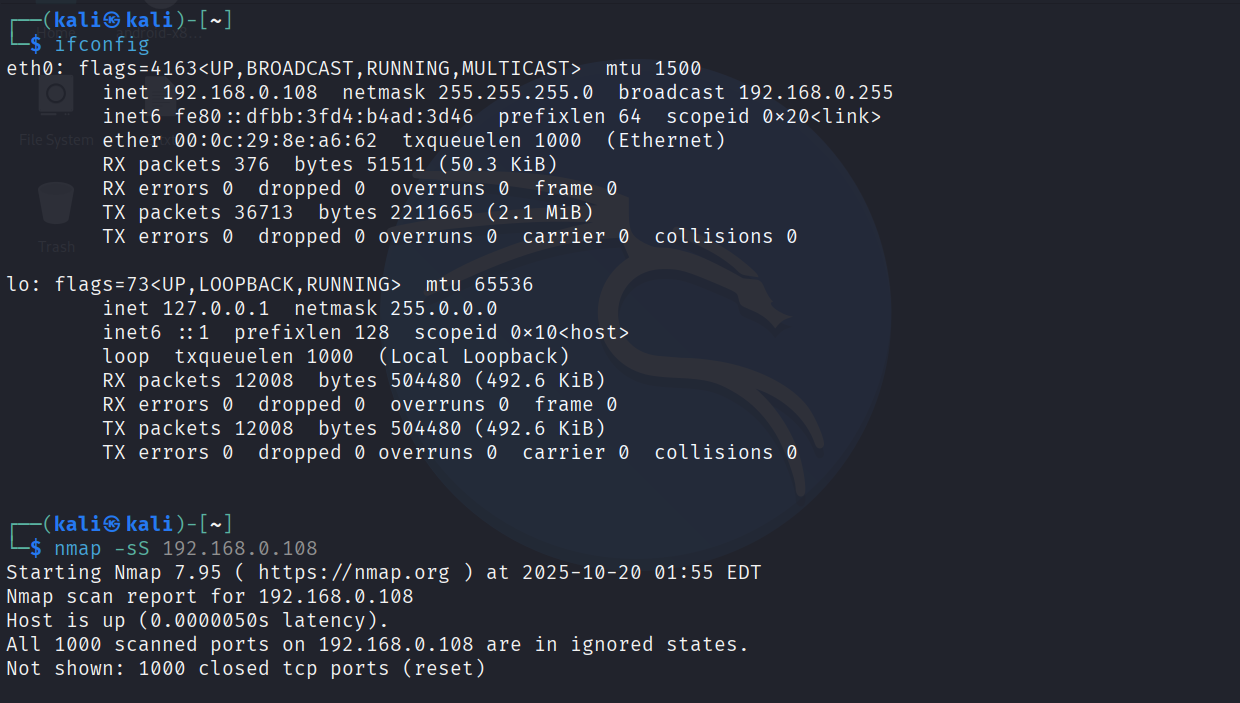 ┌──(kali㉿kali)-[~]
└─$ ifconfig
eth0: flags=4163<UP,BROADCAST,RUNNING,MULTICAST>  mtu 1500
        inet 192.168.0.108  netmask 255.255.255.0  broadcast 192.168.0.255
        inet6 fe80::dfbb:3fd4:b4ad:3d46  prefixlen 64  scopeid 0×20<link>
        ether 00:0c:29:8e:a6:62  txqueuelen 1000  (Ethernet)
        RX packets 376  bytes 51511 (50.3 KiB)
        RX errors 0  dropped 0  overruns 0  frame 0
        TX packets 36713  bytes 2211665 (2.1 MiB)
        TX errors 0  dropped 0 overruns 0  carrier 0  collisions 0

lo: flags=73<UP,LOOPBACK,RUNNING>  mtu 65536
        inet 127.0.0.1  netmask 255.0.0.0
        inet6 ::1  prefixlen 128  scopeid 0×10<host>
        loop  txqueuelen 1000  (Local Loopback)
        RX packets 12008  bytes 504480 (492.6 KiB)
        RX errors 0  dropped 0  overruns 0  frame 0
        TX packets 12008  bytes 504480 (492.6 KiB)
        TX errors 0  dropped 0 overruns 0  carrier 0  collisions 0

┌──(kali㉿kali)-[~]
└─$ nmap -sS 192.168.0.108
Starting Nmap 7.95 ( https://nmap.org ) at 2025-10-20 01:55 EDT
Nmap scan report for 192.168.0.108
Host is up (0.0000050s latency).
All 1000 scanned ports on 192.168.0.108 are in ignored states.
Not shown: 1000 closed tcp ports (reset)
File System
Trash